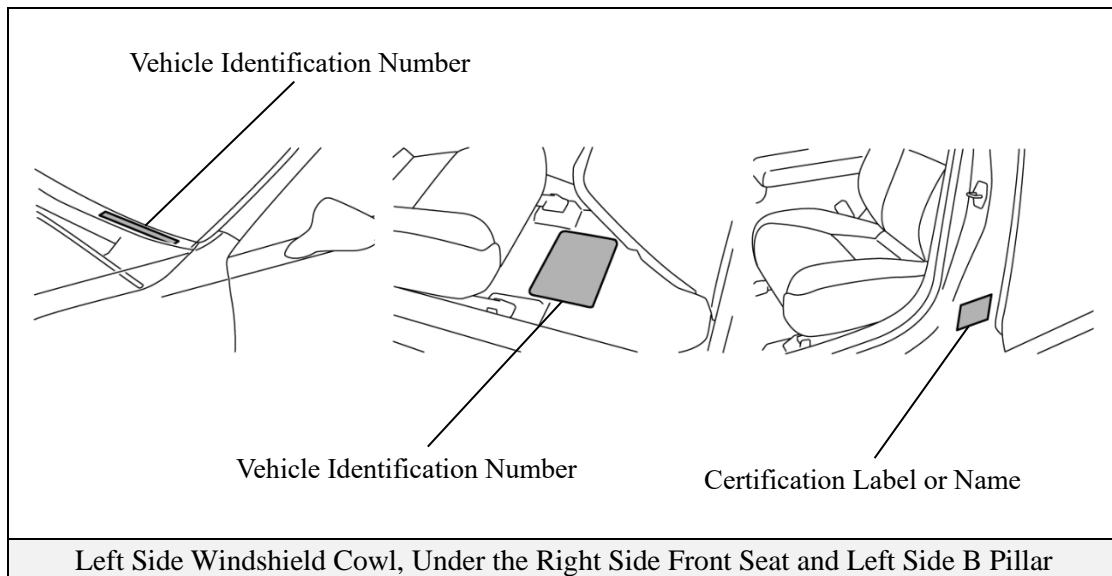 Vehicle Identification Number
Vehicle Identification Number
Certification Label or Name
Left Side Windshield Cowl, Under the Right Side Front Seat and Left Side B Pillar